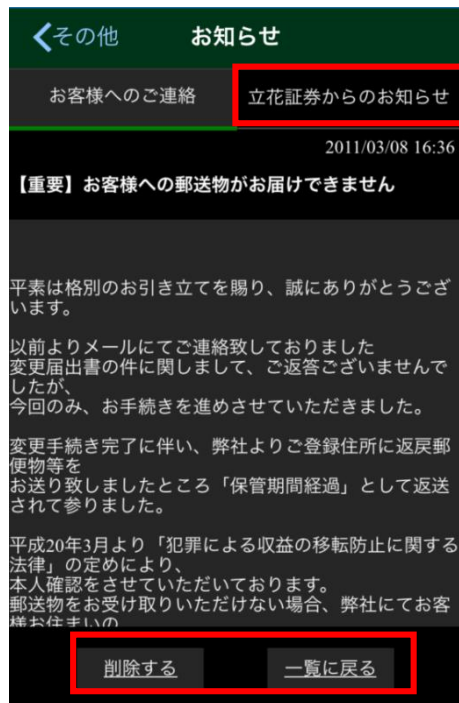 その他 お知らせ
お客様へのご連絡 立花証券からのお知らせ
2011/03/08 16:36
【重要】お客様への郵送物がお届けできません
平素は格別のお引き立てを賜り、誠にありがとうござ
います。
以前よりメールにてご連絡致しておりました
変更届出書の件に関しまして、ご返答ございませんで
したが、
今回のみ、お手続きを進めさせていただきました。
変更手続き完了に伴い、弊社よりご登録住所に返戻郵
便物等を
お送り致しましたところ「保管期間経過」として返送
されて参りました。
平成20年3月より「犯罪による収益の移転防止に関する
法律」の定めにより、
本人確認をさせていただいております。
郵送物をお受け取りいただけない場合、弊社にてお客
様お住まいの
削除する 一覧に戻る